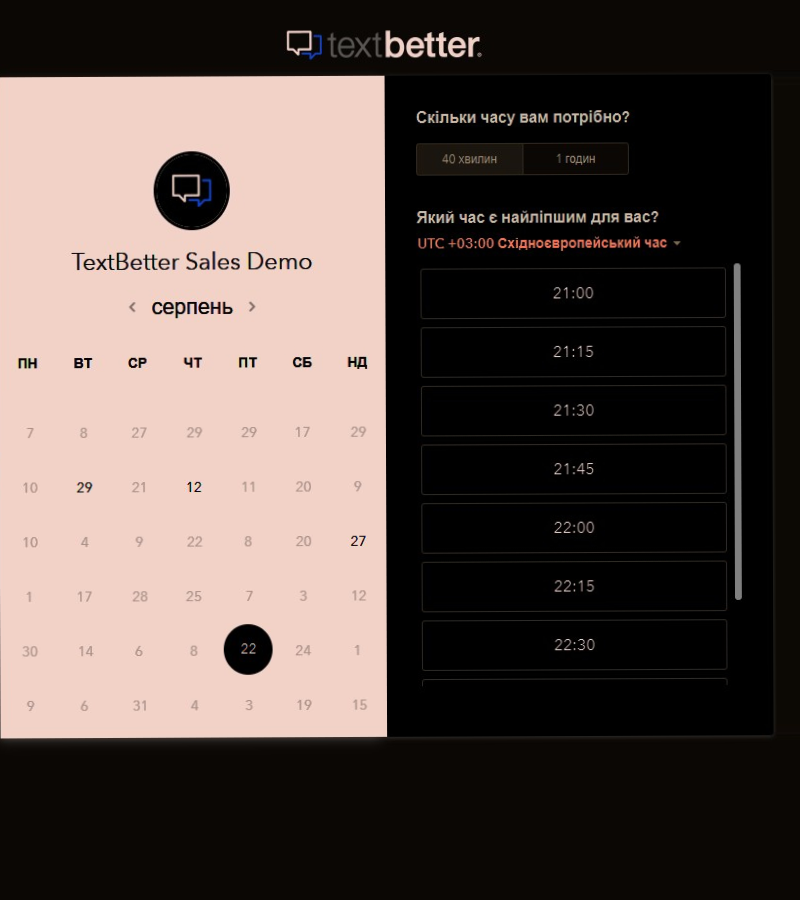 textbetter.
TextBetter Sales Demo
серпень
ПН ВТ СР ЧТ ПТ СБ НД
7 8 27 29 29 17 29
10 29 21 12 11 20 9
10 4 9 22 8 20 27
1 17 28 25 7 3 12
30 14 6 8 22 24 1
9 6 31 4 3 19 15
Скільки часу вам потрібно?
40 хвилин 1 годин
Який час є найліпшим для вас?
UTC +03:00 Східноєвропейський час
21:00
21:15
21:30
21:45
22:00
22:15
22:30